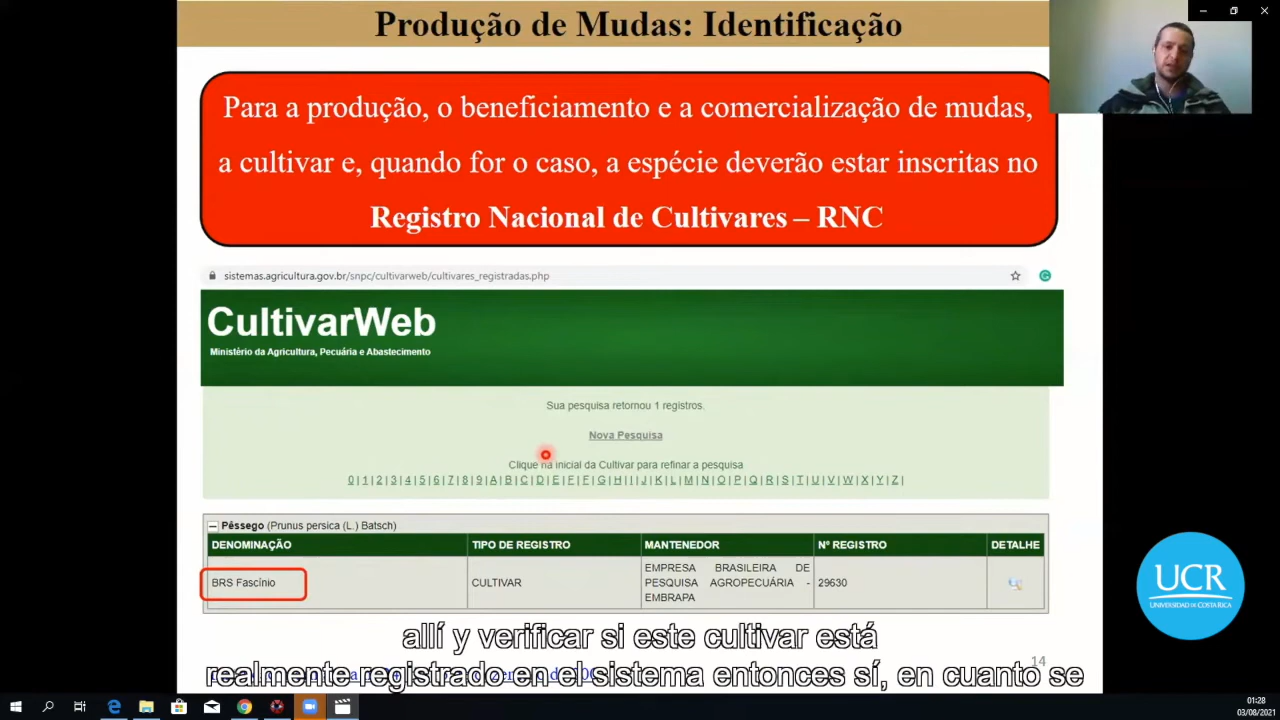 Produção de Mudas: Identificação
Para a produção, o beneficiamento e a comercialização de mudas,
a cultivar e, quando for o caso, a espécie deverão estar inscritas no
Registro Nacional de Cultivares – RNC
sistemas.agricultura.gov.br/snpc/cultivarweb/cultivares_registradas.php
CultivarWeb
Ministério da Agricultura, Pecuária e Abastecimento
Sua pesquisa retornou 1 registros.
Nova Pesquisa
Clique na inicial da Cultivar para refinar a pesquisa
0 | 1 | 2 | 3 | 4 | 5 | 6 | 7 | 8 | 9 | A | B | C | D | E | F | F | G | H | I | J | K | L | M | N | O | P | Q | R | S | T | U | V | W | X | Y | Z |
Pêssego (Prunus persica (L.) Batsch)
DENOMINAÇÃO TIPO DE REGISTRO MANTENEDOR Nº REGISTRO DETALHE
BRS Fascínio CULTIVAR EMPRESA BRASILEIRA DE
PESQUISA AGROPECUÁRIA -
EMBRAPA 29630
UCR
UNIVERSIDAD DE COSTA RICA
allí y verificar si este cultivar está
14
realmente registrado en el sistema entonces sí, en cuanto se
01:28
03/08/2021